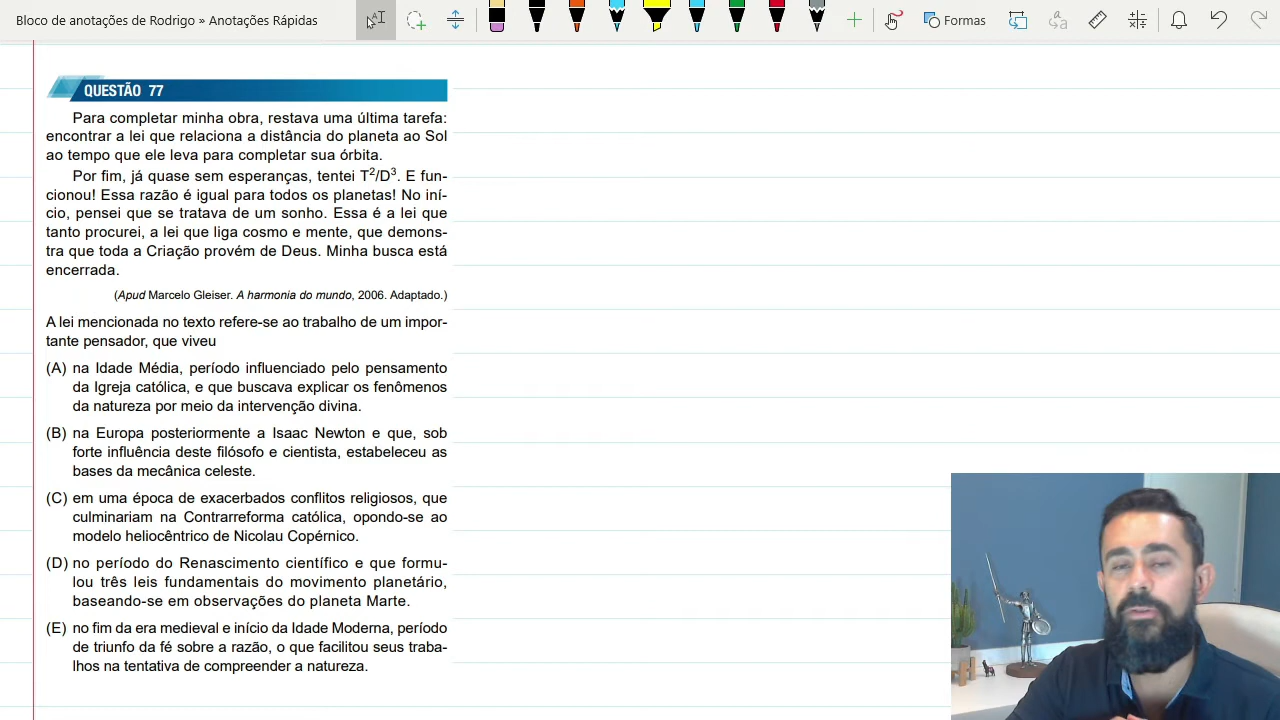 Bloco de anotações de Rodrigo » Anotações Rápidas
Formas
QUESTÃO 77
Para completar minha obra, restava uma última tarefa:
encontrar a lei que relaciona a distância do planeta ao Sol
ao tempo que ele leva para completar sua órbita.
Por fim, já quase sem esperanças, tentei T²/D³. E fun-
cionou! Essa razão é igual para todos os planetas! No iní-
cio, pensei que se tratava de um sonho. Essa é a lei que
tanto procurei, a lei que liga cosmo e mente, que demons-
tra que toda a Criação provém de Deus. Minha busca está
encerrada.
(Apud Marcelo Gleiser. A harmonia do mundo, 2006. Adaptado.)
A lei mencionada no texto refere-se ao trabalho de um impor-
tante pensador, que viveu
(A) na Idade Média, período influenciado pelo pensamento
da Igreja católica, e que buscava explicar os fenômenos
da natureza por meio da intervenção divina.
(B) na Europa posteriormente a Isaac Newton e que, sob
forte influência deste filósofo e cientista, estabeleceu as
bases da mecânica celeste.
(C) em uma época de exacerbados conflitos religiosos, que
culminariam na Contrarreforma católica, opondo-se ao
modelo heliocêntrico de Nicolau Copérnico.
(D) no período do Renascimento científico e que formu-
lou três leis fundamentais do movimento planetário,
baseando-se em observações do planeta Marte.
(E) no fim da era medieval e início da Idade Moderna, período
de triunfo da fé sobre a razão, o que facilitou seus traba-
lhos na tentativa de compreender a natureza.